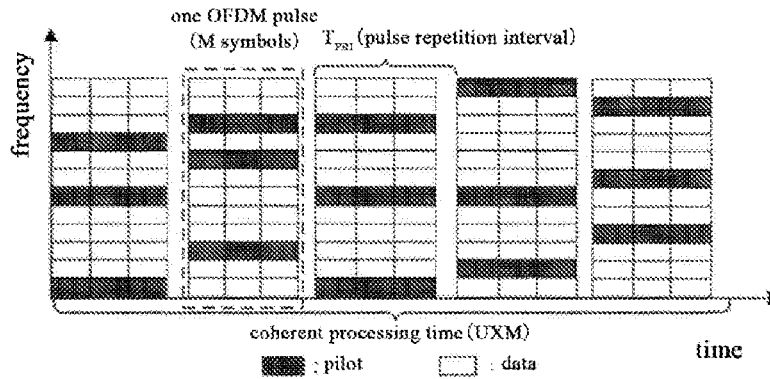 one OFDM pulse
(M symbols)
T_PRI (pulse repetition interval)
frequency
coherent processing time (UXM)
time
: pilot
: data